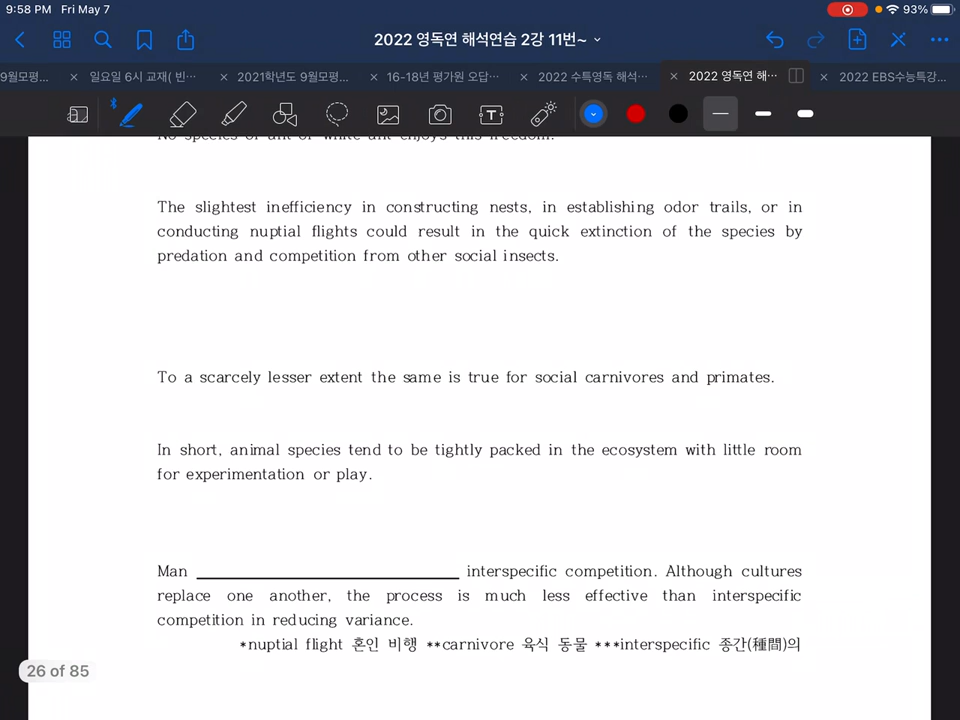 9:58 PM Fri May 7
93%
2022 영독연 해석연습 2강 11번~
9월모평...
일요일 6시 교재( 빈...
2021학년도 9월모평...
16-18년 평가원 오답...
2022 수특영독 해석...
2022 영독연 해...
2022 EBS수능특강...
The slightest inefficiency in constructing nests, in establishing odor trails, or in
conducting nuptial flights could result in the quick extinction of the species by
predation and competition from other social insects.
To a scarcely lesser extent the same is true for social carnivores and primates.
In short, animal species tend to be tightly packed in the ecosystem with little room
for experimentation or play.
Man ____________________ interspecific competition. Although cultures
replace one another, the process is much less effective than interspecific
competition in reducing variance.
*nuptial flight 혼인 비행 **carnivore 육식 동물 ***interspecific 종간(種間)의
26 of 85